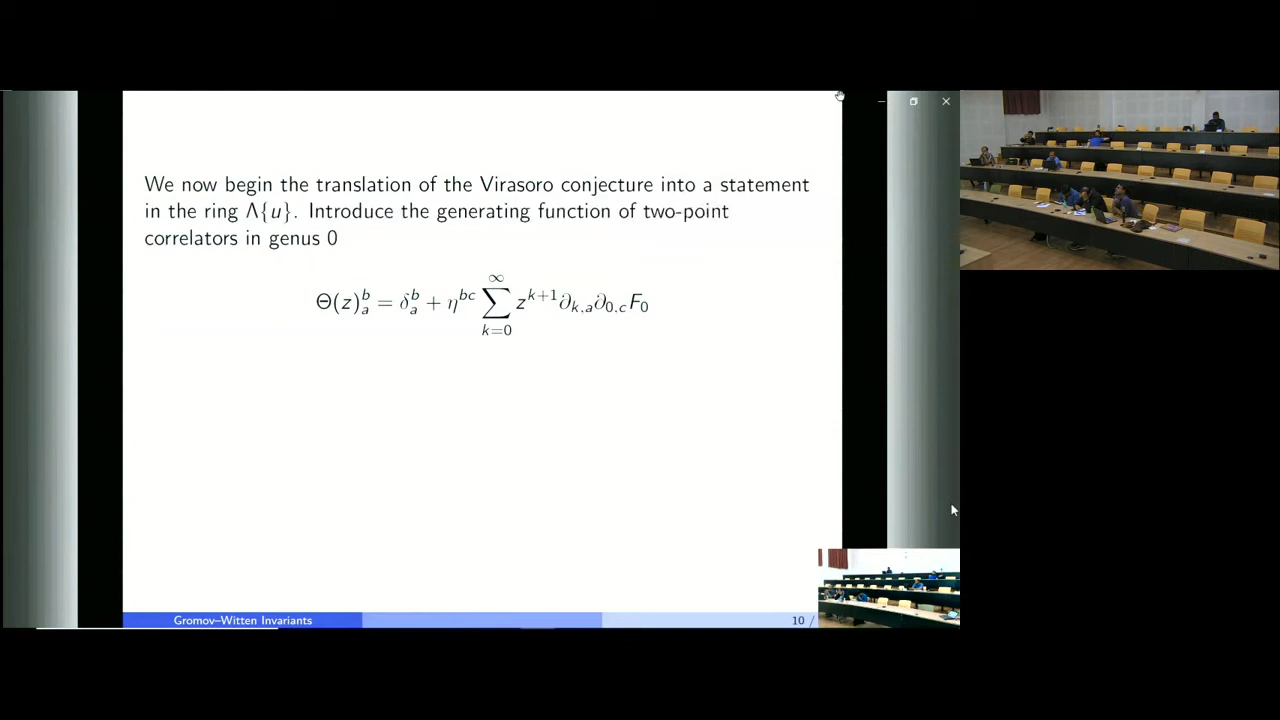 We now begin the translation of the Virasoro conjecture into a statement
in the ring Λ{u}. Introduce the generating function of two-point
correlators in genus 0
Θ(z)_a^b = δ_a^b + η^{bc} ∑_{k=0}^{∞} z^{k+1} ∂_{k,a} ∂_{0,c} F_0
Gromov–Witten Invariants
10 /